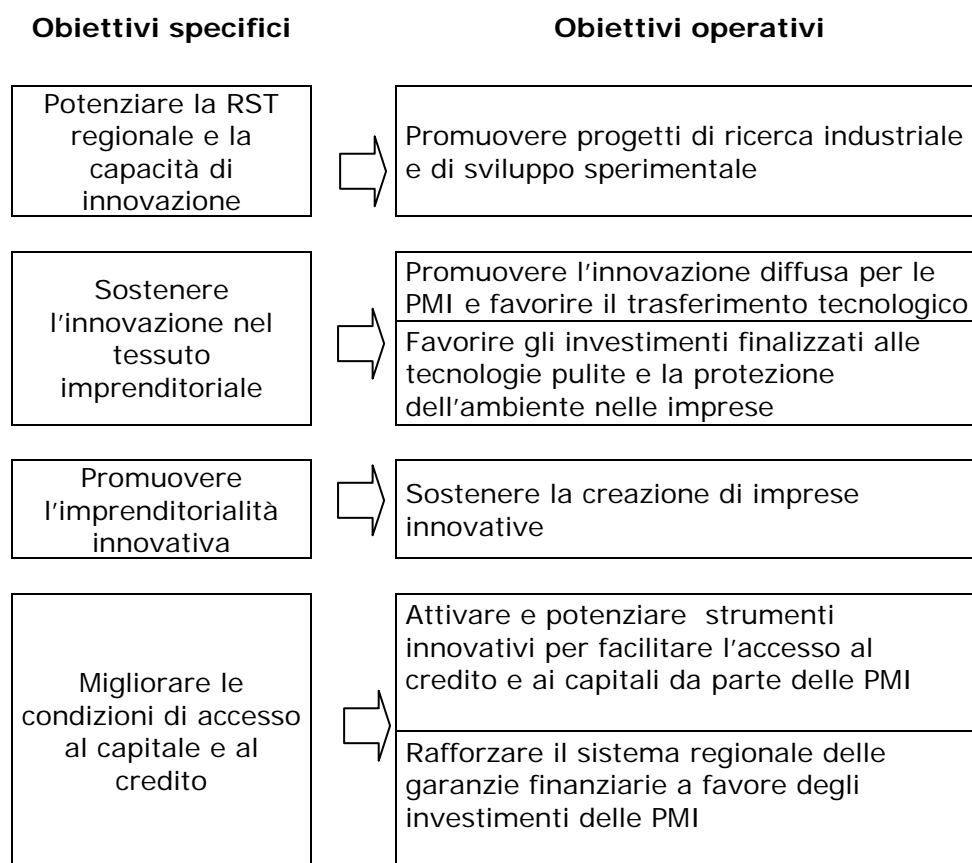 Obiettivi specifici
Obiettivi operativi
Potenziare la RST
regionale e la
capacità di
innovazione
Promuovere progetti di ricerca industriale
e di sviluppo sperimentale
Sostenere
l'innovazione nel
tessuto
imprenditoriale
Promuovere l'innovazione diffusa per le
PMI e favorire il trasferimento tecnologico
Favorire gli investimenti finalizzati alle
tecnologie pulite e la protezione
dell'ambiente nelle imprese
Promuovere
l'imprenditorialità
innovativa
Sostenere la creazione di imprese
innovative
Migliorare le
condizioni di accesso
al capitale e al
credito
Attivare e potenziare strumenti
innovativi per facilitare l'accesso al
credito e ai capitali da parte delle PMI
Rafforzare il sistema regionale delle
garanzie finanziarie a favore degli
investimenti delle PMI